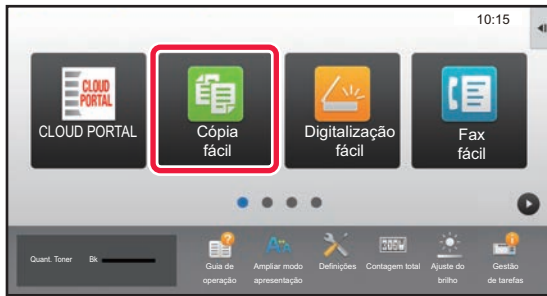 10:15
CLOUD
PORTAL
CLOUD PORTAL
Cópia
fácil
Digitalização
fácil
Fax
fácil
Quant. Toner Bk
Guia de
operação
Ampliar modo
apresentação
Definições
Contagem total
Ajuste do
brilho
Gestão
de tarefas